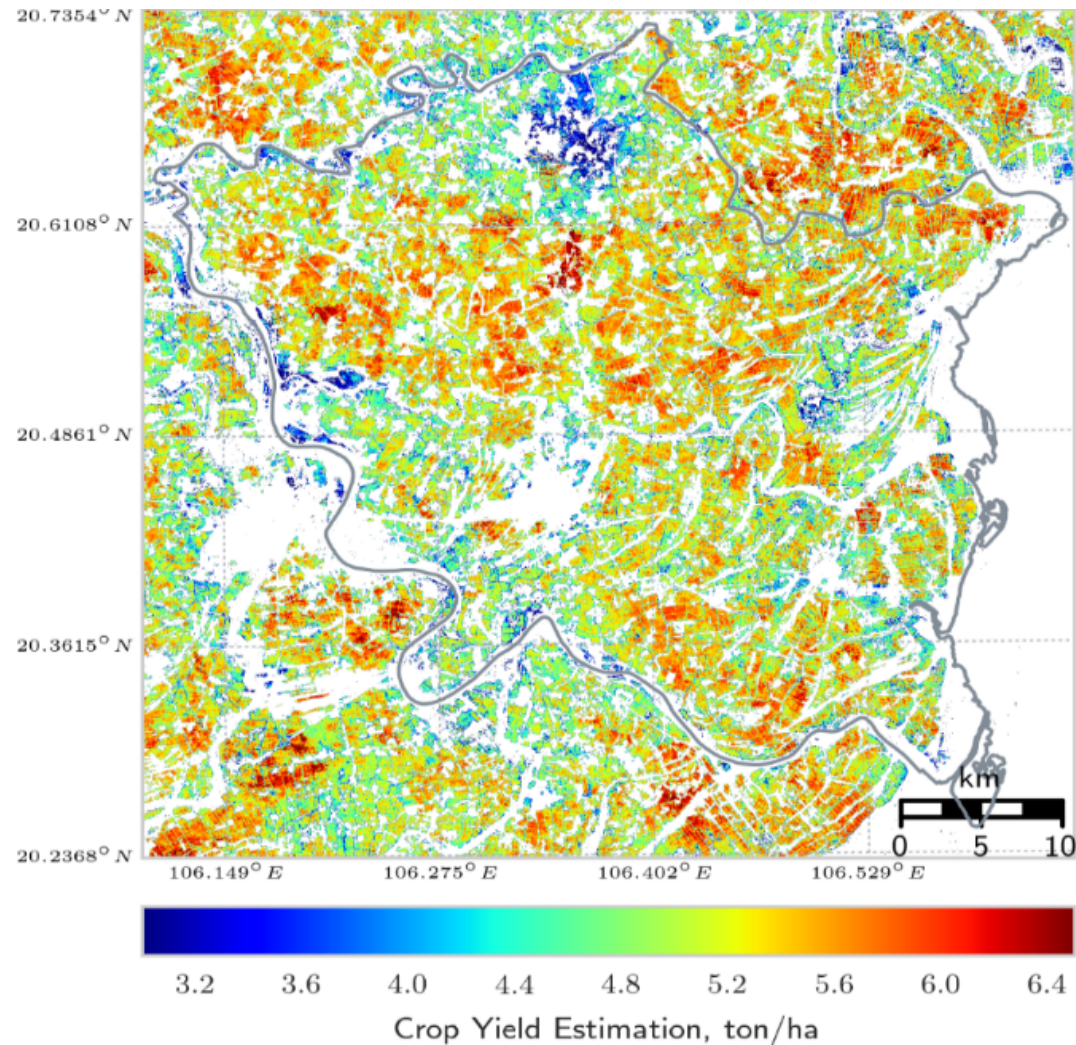 20.7354° N
20.6108° N
20.4861° N
20.3615° N
km
0 5 10
20.2368° N
106.149° E 106.275° E 106.402° E 106.529° E
3.2 3.6 4.0 4.4 4.8 5.2 5.6 6.0 6.4
Crop Yield Estimation, ton/ha